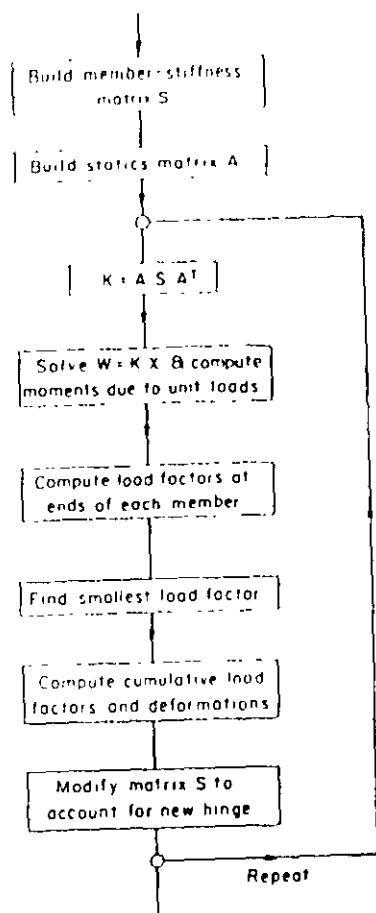 Build member-stiffness
matrix S
Build statics matrix A
K = A S Aᵀ
Solve W = K X & compute
moments due to unit loads
Compute load factors at
ends of each member
Find smallest load factor
Compute cumulative load
factors and deformations
Modify matrix S to
account for new hinge
Repeat